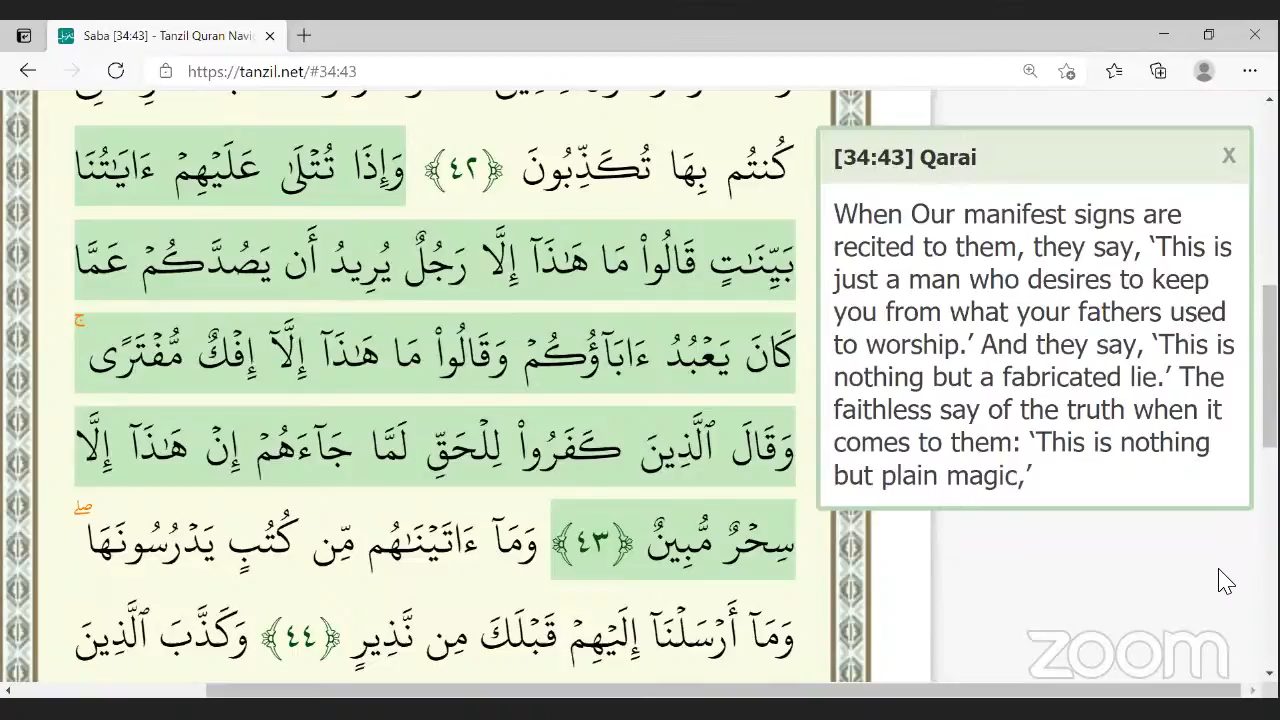 Saba [34:43] - Tanzil Quran Navi
https://tanzil.net/#34:43
كُنتُم بِهَا تُكَذِّبُونَ ﴿٤٢﴾ وَإِذَا تُتْلَىٰ عَلَيْهِمْ ءَايَـٰتُنَا
بَيِّنَـٰتٍ قَالُوا۟ مَا هَـٰذَآ إِلَّا رَجُلٌ يُرِيدُ أَن يَصُدَّكُمْ عَمَّا
كَانَ يَعْبُدُ ءَابَآؤُكُمْ وَقَالُوا۟ مَا هَـٰذَآ إِلَّآ إِفْكٌ مُّفْتَرًى ۚ
وَقَالَ ٱلَّذِينَ كَفَرُوا۟ لِلْحَقِّ لَمَّا جَآءَهُمْ إِنْ هَـٰذَآ إِلَّا
سِحْرٌ مُّبِينٌ ﴿٤٣﴾ وَمَآ ءَاتَيْنَـٰهُم مِّن كُتُبٍ يَدْرُسُونَهَا ۖ
وَمَآ أَرْسَلْنَآ إِلَيْهِمْ قَبْلَكَ مِن نَّذِيرٍ ﴿٤٤﴾ وَكَذَّبَ ٱلَّذِينَ
[34:43] Qarai
X
When Our manifest signs are
recited to them, they say, ‘This is
just a man who desires to keep
you from what your fathers used
to worship.’ And they say, ‘This is
nothing but a fabricated lie.’ The
faithless say of the truth when it
comes to them: ‘This is nothing
but plain magic,’
zoom